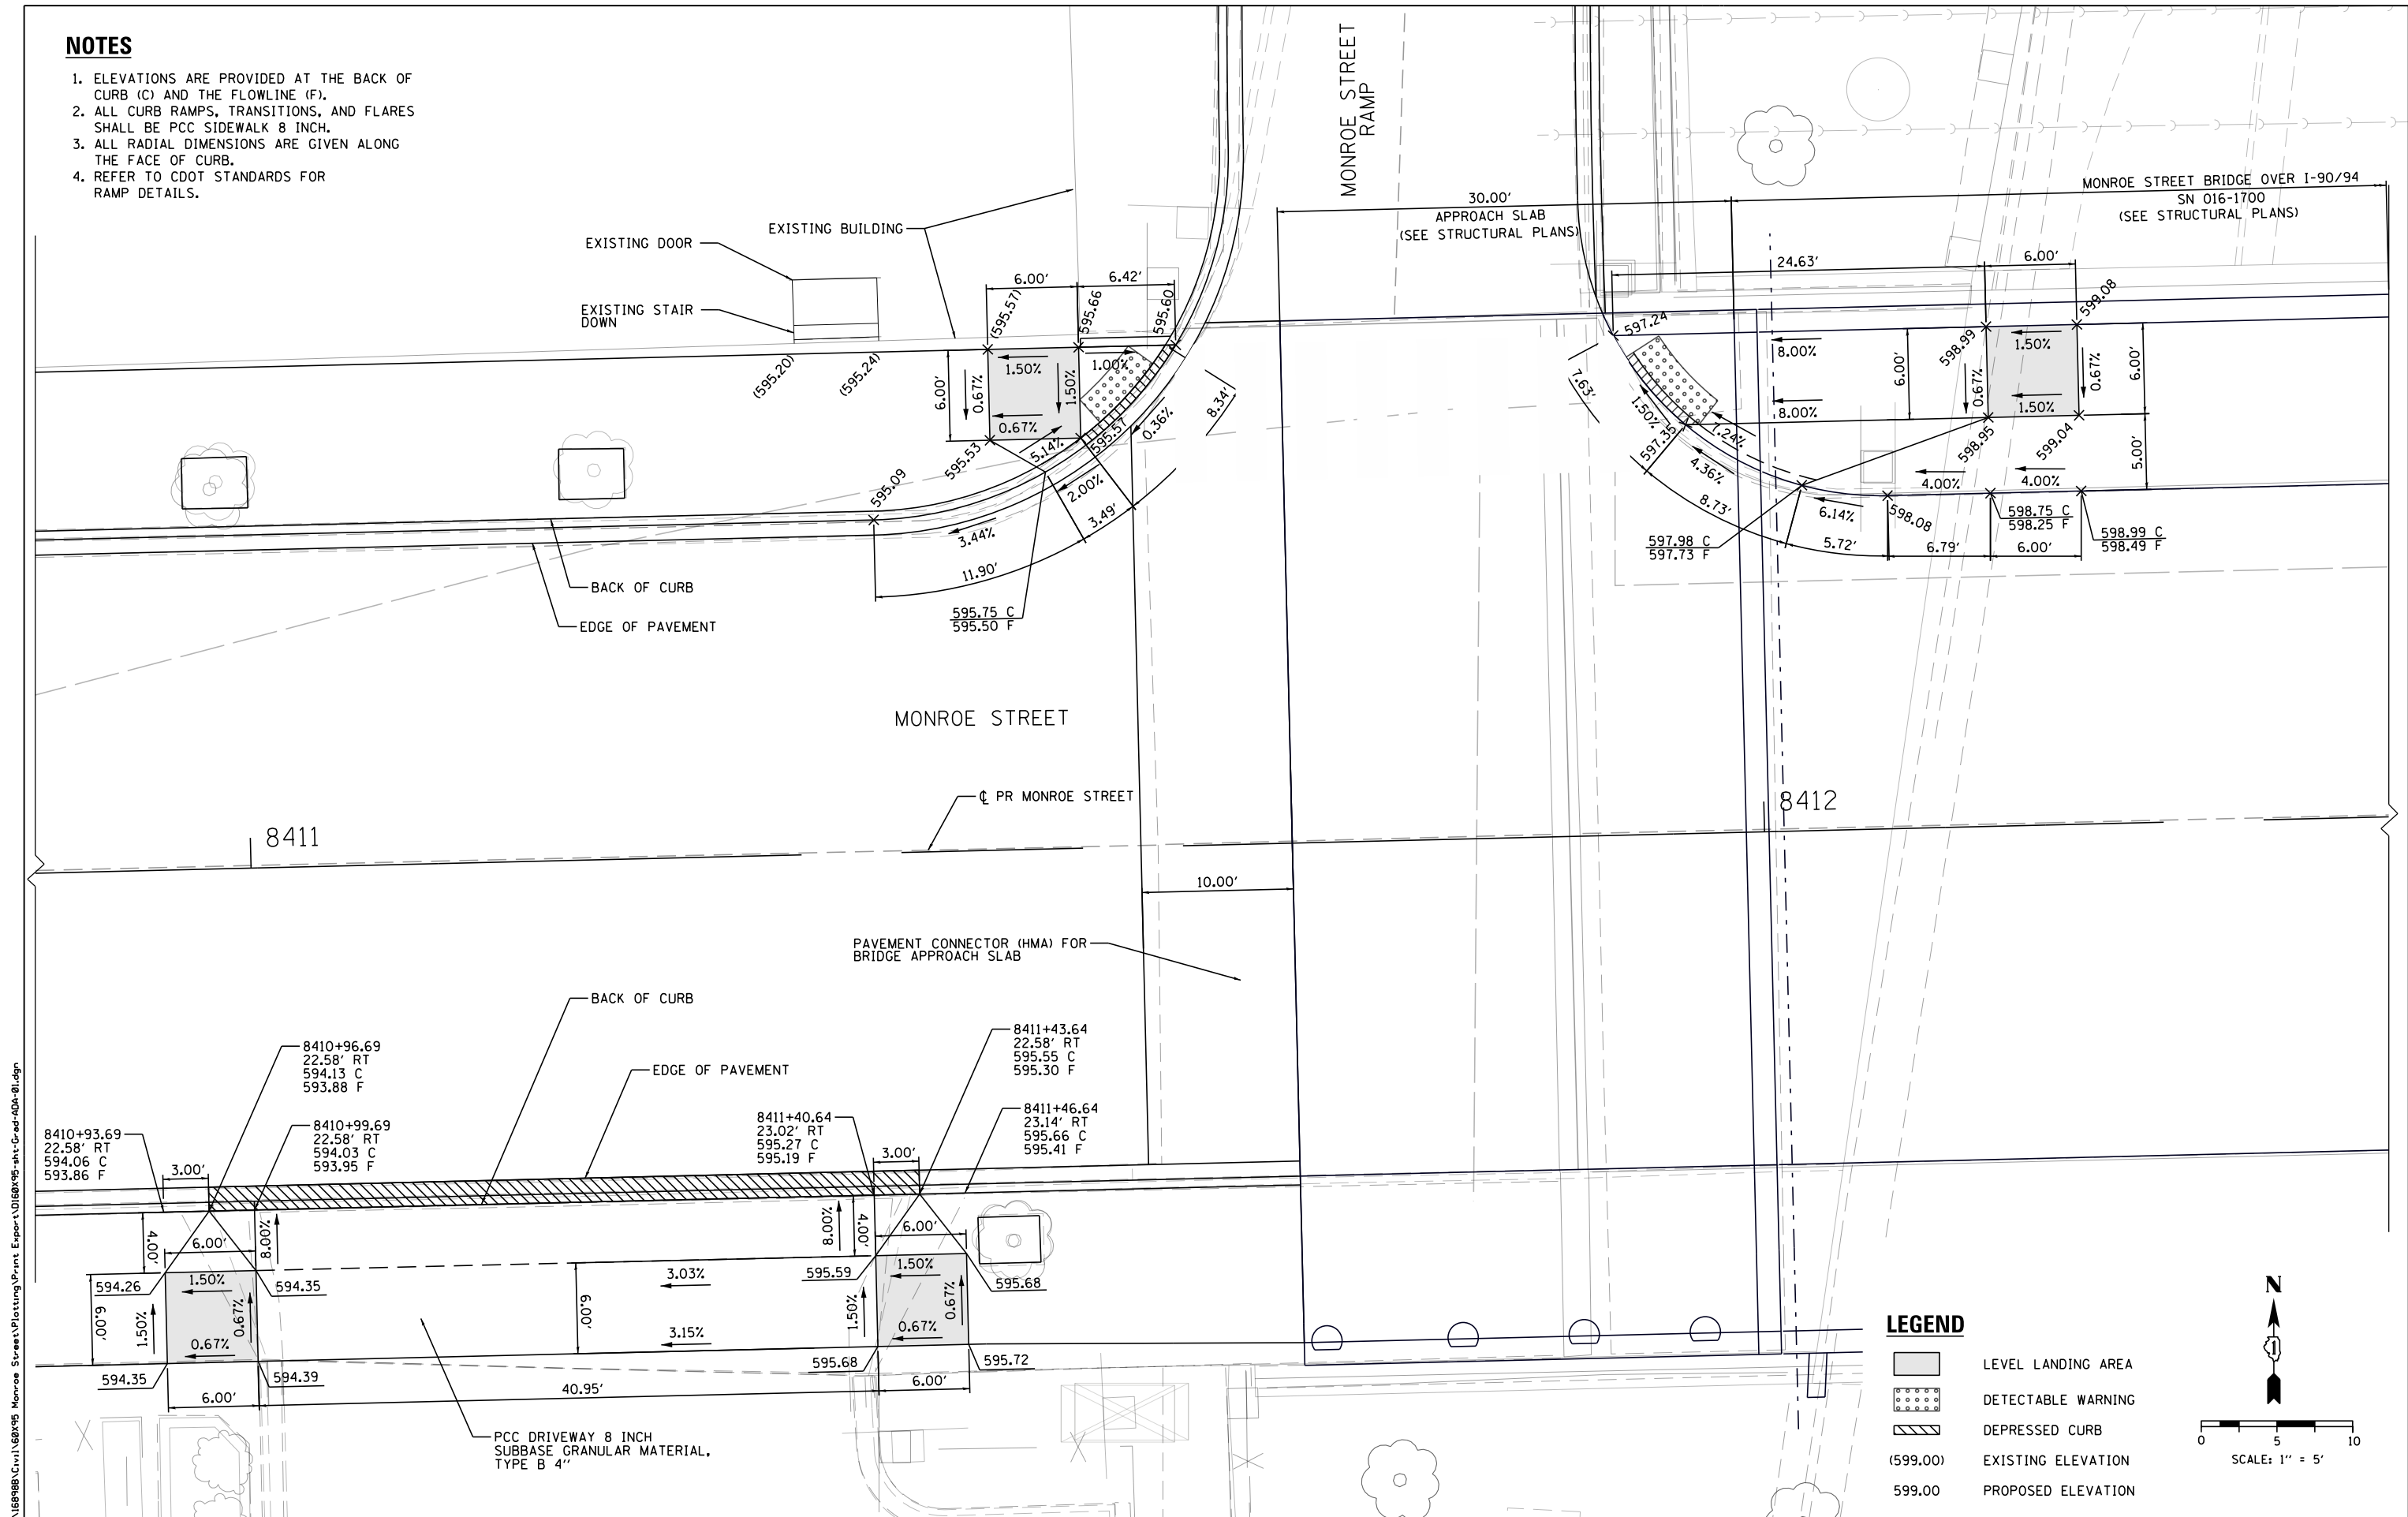 NOTES
1. ELEVATIONS ARE PROVIDED AT THE BACK OF
CURB (C) AND THE FLOWLINE (F).
2. ALL CURB RAMPS, TRANSITIONS, AND FLARES
SHALL BE PCC SIDEWALK 8 INCH.
3. ALL RADIAL DIMENSIONS ARE GIVEN ALONG
THE FACE OF CURB.
4. REFER TO CDOT STANDARDS FOR
RAMP DETAILS.
MONROE STREET
RAMP
EXISTING DOOR
EXISTING BUILDING
EXISTING STAIR
DOWN
30.00'
APPROACH SLAB
(SEE STRUCTURAL PLANS)
MONROE STREET BRIDGE OVER I-90/94
SN 016-1700
(SEE STRUCTURAL PLANS)
6.00'
6.42'
(595.57)
595.66
595.60
(595.20)
(595.24)
6.00'
0.67%
1.50%
1.50%
1.00%
0.67%
5.14%
595.53
595.57
0.36%
8.34'
595.09
2.00%
3.49'
3.44%
11.90'
595.75 C
595.50 F
24.63'
6.00'
597.24
599.08
8.00%
8.00%
6.00'
598.99
1.50%
0.67%
0.67%
1.50%
6.00'
7.63'
1.50%
597.35
7.24%
4.36%
8.73'
598.95
599.04
5.00'
4.00%
4.00%
6.14%
598.08
5.72'
6.79'
6.00'
597.98 C
597.73 F
598.75 C
598.25 F
598.99 C
598.49 F
BACK OF CURB
EDGE OF PAVEMENT
MONROE STREET
℄ PR MONROE STREET
8411
8412
10.00'
PAVEMENT CONNECTOR (HMA) FOR
BRIDGE APPROACH SLAB
BACK OF CURB
EDGE OF PAVEMENT
8410+96.69
22.58' RT
594.13 C
593.88 F
8410+93.69
22.58' RT
594.06 C
593.86 F
8410+99.69
22.58' RT
594.03 C
593.95 F
8411+40.64
23.02' RT
595.27 C
595.19 F
8411+43.64
22.58' RT
595.55 C
595.30 F
8411+46.64
23.14' RT
595.66 C
595.41 F
3.00'
3.00'
4.00'
8.00%
6.00'
594.26
1.50%
594.35
6.00'
1.50%
0.67%
0.67%
594.35
594.39
6.00'
3.03%
6.00'
3.15%
40.95'
8.00%
4.00'
6.00'
595.59
1.50%
595.68
1.50%
0.67%
0.67%
595.68
595.72
6.00'
PCC DRIVEWAY 8 INCH
SUBBASE GRANULAR MATERIAL,
TYPE B 4"
LEGEND
LEVEL LANDING AREA
DETECTABLE WARNING
DEPRESSED CURB
(599.00) EXISTING ELEVATION
599.00 PROPOSED ELEVATION
N
0 5 10
SCALE: 1" = 5'
\16898B\Civil\60X95 Monroe Street\Plotting\Print Export\D160X95-sht-Grad-ADA-01.dgn